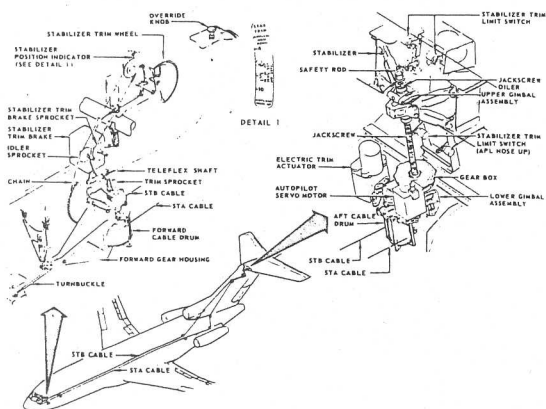 OVERRIDE
KNOB
STABILIZER TRIM WHEEL
STABILIZER
POSITION INDICATOR
(SEE DETAIL 1)
STABILIZER TRIM
BRAKE SPROCKET
STABILIZER
TRIM BRAKE
IDLER
SPROCKET
CHAIN
TELEFLEX SHAFT
TRIM SPROCKET
STB CABLE
STA CABLE
FORWARD
CABLE DRUM
FORWARD GEAR HOUSING
TURNBUCKLE
DETAIL 1
STABILIZER TRIM
LIMIT SWITCH
STABILIZER
SAFETY ROD
JACKSCREW
OILER
UPPER GIMBAL
ASSEMBLY
JACKSCREW
STABILIZER TRIM
LIMIT SWITCH
(APL NOSE UP)
ELECTRIC TRIM
ACTUATOR
GEAR BOX
AUTOPILOT
SERVO MOTOR
LOWER GIMBAL
ASSEMBLY
AFT CABLE
DRUM
STB CABLE
STA CABLE
STB CABLE
STA CABLE